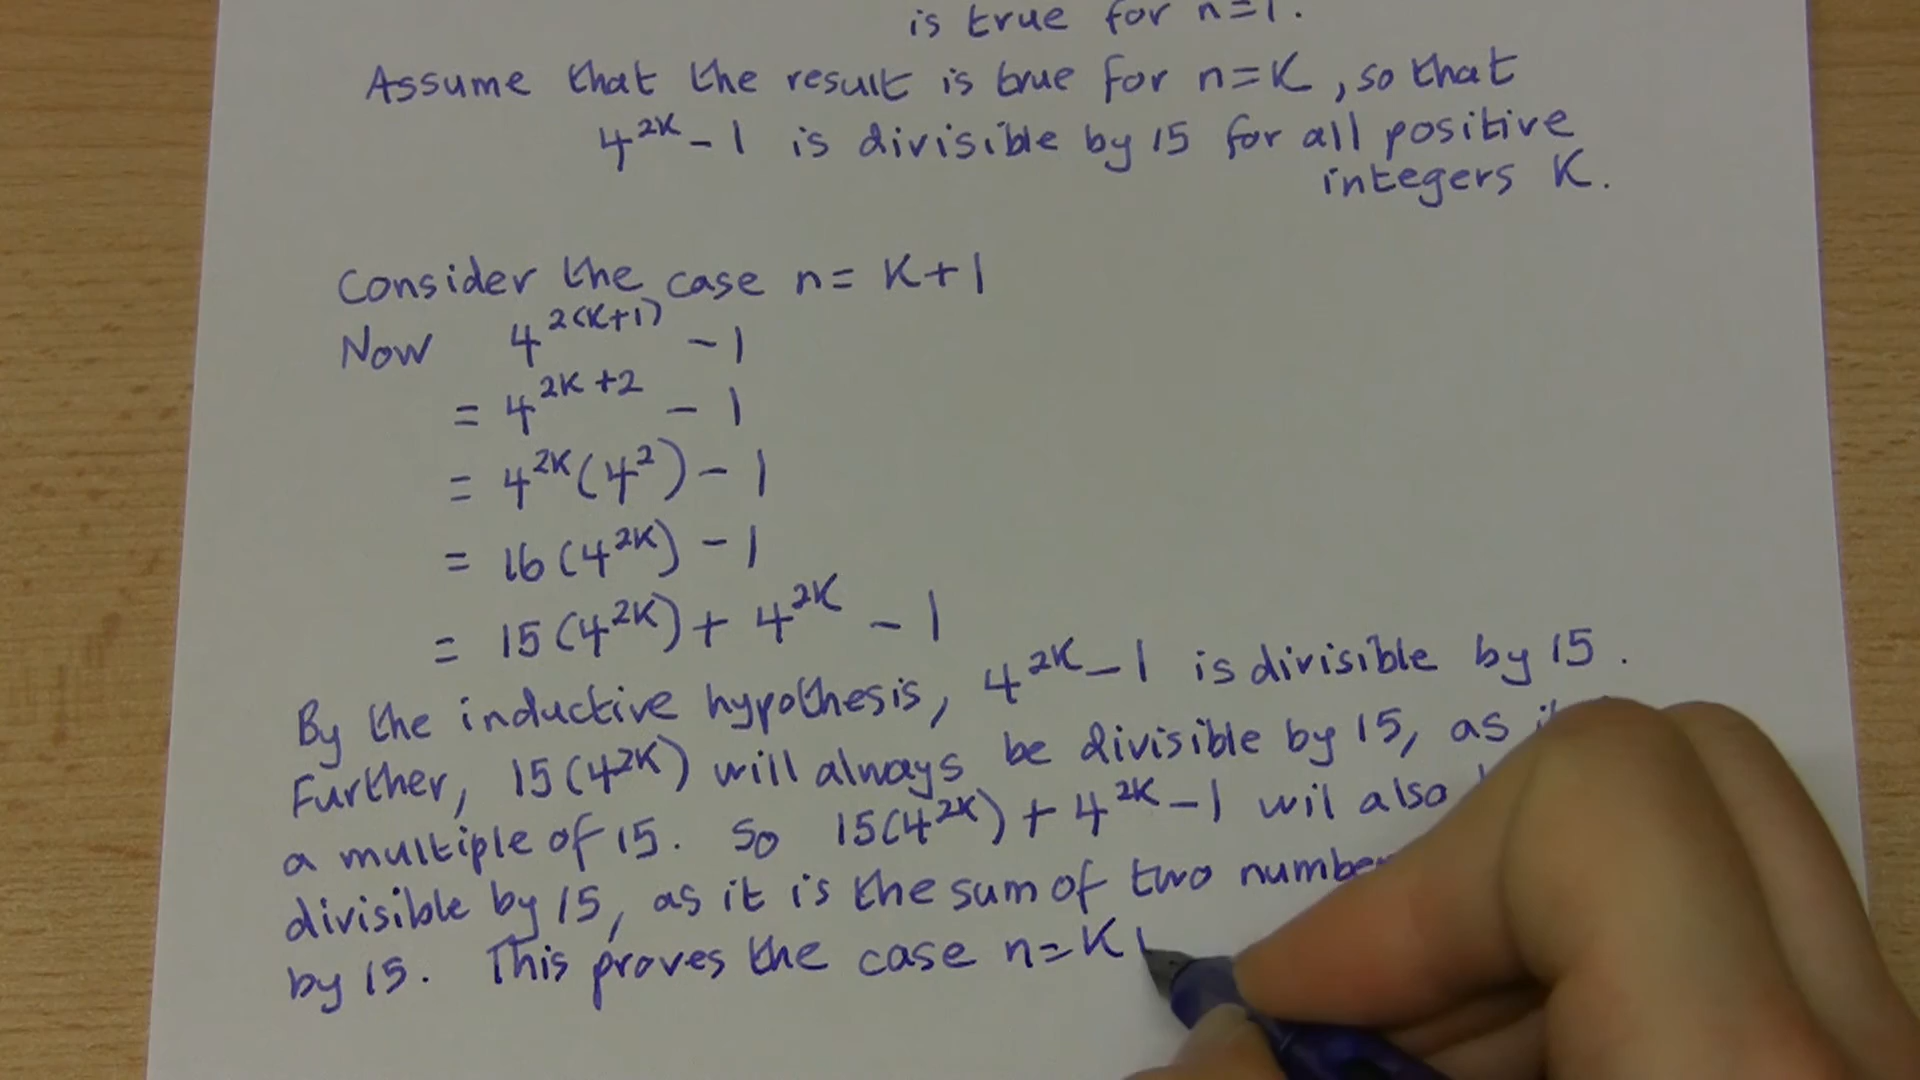 is true for n=1.
Assume that the result is true for n=K, so that
4^{2K} - 1 is divisible by 15 for all positive
integers K.
Consider the case n= K+1
Now 4^{2(K+1)} - 1
= 4^{2K+2} - 1
= 4^{2K}(4^2) - 1
= 16(4^{2K}) - 1
= 15(4^{2K}) + 4^{2K} - 1
By the inductive hypothesis, 4^{2K} - 1 is divisible by 15.
Further, 15(4^{2K}) will always be divisible by 15, as
a multiple of 15. So 15(4^{2K}) + 4^{2K} - 1 wil also
divisible by 15, as it is the sum of two
by 15. This proves the case n=K